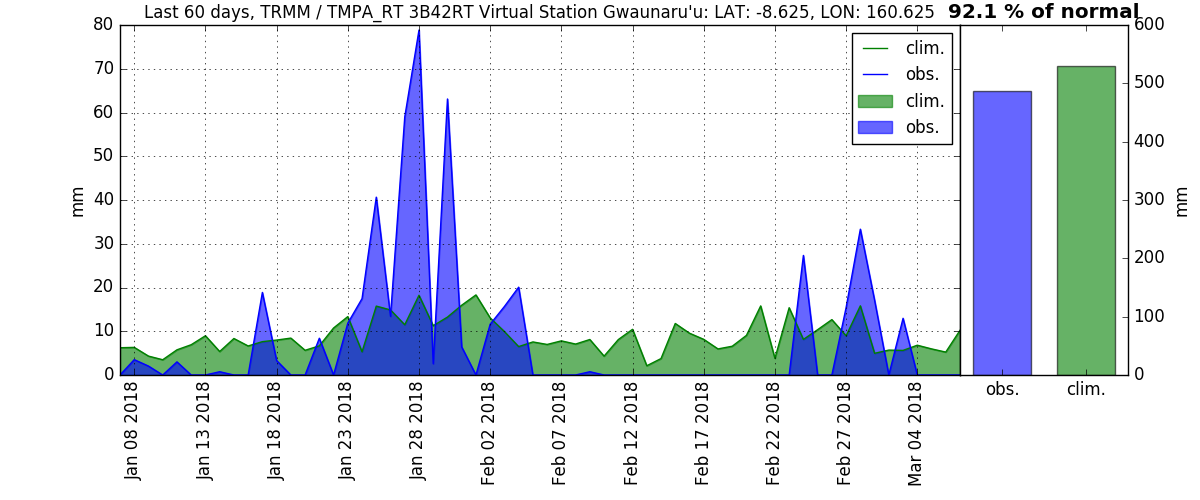 Last 60 days, TRMM / TMPA_RT 3B42RT Virtual Station Gwaunaru'u: LAT: -8.625, LON: 160.625
92.1 % of normal
80
70
60
50
40
30
20
10
0
mm
clim.
obs.
clim.
obs.
Jan 08 2018
Jan 13 2018
Jan 18 2018
Jan 23 2018
Jan 28 2018
Feb 02 2018
Feb 07 2018
Feb 12 2018
Feb 17 2018
Feb 22 2018
Feb 27 2018
Mar 04 2018
600
500
400
300
200
100
0
mm
obs.
clim.